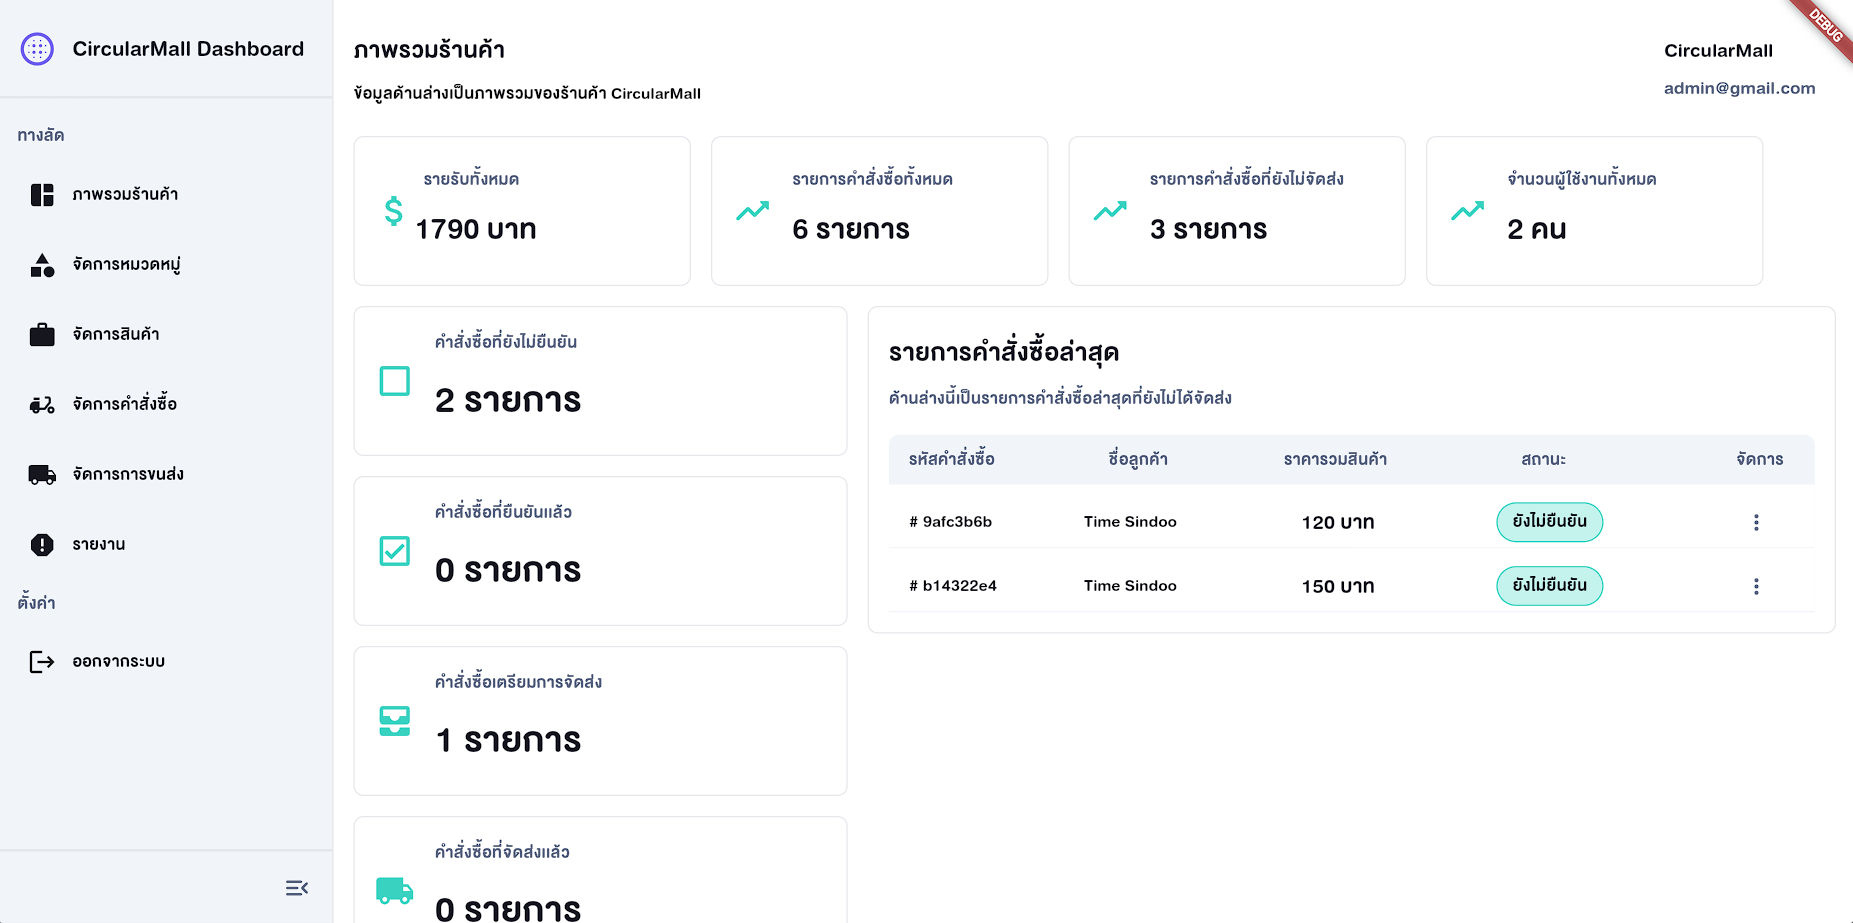 CircularMall Dashboard
ทางลัด
ภาพรวมร้านค้า
จัดการหมวดหมู่
จัดการสินค้า
จัดการคำสั่งซื้อ
จัดการการขนส่ง
รายงาน
ตั้งค่า
ออกจากระบบ
ภาพรวมร้านค้า
ข้อมูลด้านล่างเป็นภาพรวมของร้านค้า CircularMall
CircularMall
admin@gmail.com
DEBUG
รายรับทั้งหมด
1790 บาท
รายการคำสั่งซื้อทั้งหมด
6 รายการ
รายการคำสั่งซื้อที่ยังไม่จัดส่ง
3 รายการ
จำนวนผู้ใช้งานทั้งหมด
2 คน
คำสั่งซื้อที่ยังไม่ยืนยัน
2 รายการ
คำสั่งซื้อที่ยืนยันแล้ว
0 รายการ
คำสั่งซื้อเตรียมการจัดส่ง
1 รายการ
คำสั่งซื้อที่จัดส่งแล้ว
0 รายการ
รายการคำสั่งซื้อล่าสุด
ด้านล่างนี้เป็นรายการคำสั่งซื้อล่าสุดที่ยังไม่ได้จัดส่ง
รหัสคำสั่งซื้อ ชื่อลูกค้า ราคารวมสินค้า สถานะ จัดการ
# 9afc3b6b Time Sindoo 120 บาท ยังไม่ยืนยัน
# b14322e4 Time Sindoo 150 บาท ยังไม่ยืนยัน